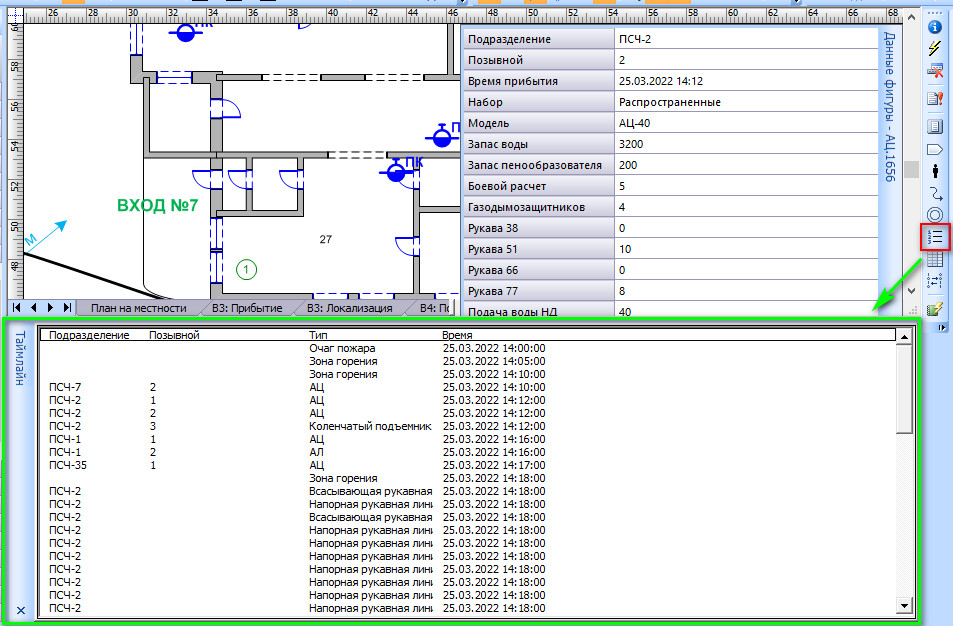 26 28 30 32 34 36 38 40 42 44 46 48 50 52 54 56 58 60 62 64 66 68
58
56
54
52
50
48
ПК
ПК
ВХОД №7
27
1
М
Подразделение ПСЧ-2
Позывной 2
Время прибытия 25.03.2022 14:12
Набор Распространенные
Модель АЦ-40
Запас воды 3200
Запас пенообразователя 200
Боевой расчет 5
Газодымозащитников 4
Рукава 38 0
Рукава 51 10
Рукава 66 0
Рукава 77 8
Подача воды НД 40
Данные фигуры - АЦ.1656
План на местности В3: Прибытие В3: Локализация В4: По
Таймлайн
Подразделение Позывной Тип Время
Очаг пожара 25.03.2022 14:00:00
Зона горения 25.03.2022 14:05:00
Зона горения 25.03.2022 14:10:00
ПСЧ-7 2 АЦ 25.03.2022 14:10:00
ПСЧ-2 1 АЦ 25.03.2022 14:12:00
ПСЧ-2 2 АЦ 25.03.2022 14:12:00
ПСЧ-2 3 Коленчатый подъемник 25.03.2022 14:12:00
ПСЧ-1 1 АЦ 25.03.2022 14:16:00
ПСЧ-1 2 АЛ 25.03.2022 14:16:00
ПСЧ-35 1 АЦ 25.03.2022 14:17:00
Зона горения 25.03.2022 14:18:00
ПСЧ-2 Всасывающая рукавная 25.03.2022 14:18:00
ПСЧ-2 Напорная рукавная лини 25.03.2022 14:18:00
ПСЧ-2 Всасывающая рукавная 25.03.2022 14:18:00
ПСЧ-2 Напорная рукавная лини 25.03.2022 14:18:00
ПСЧ-2 Напорная рукавная лини 25.03.2022 14:18:00
ПСЧ-2 Напорная рукавная лини 25.03.2022 14:18:00
ПСЧ-2 Напорная рукавная лини 25.03.2022 14:18:00
ПСЧ-2 Напорная рукавная лини 25.03.2022 14:18:00
ПСЧ-2 Напорная рукавная лини 25.03.2022 14:18:00
ПСЧ-2 Напорная рукавная лини 25.03.2022 14:18:00